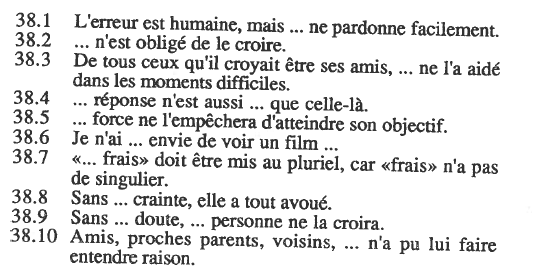 38.1 L'erreur est humaine, mais ... ne pardonne facilement.
38.2 ... n'est obligé de le croire.
38.3 De tous ceux qu'il croyait être ses amis, ... ne l'a aidé
dans les moments difficiles.
38.4 ... réponse n'est aussi ... que celle-là.
38.5 ... force ne l'empêchera d'atteindre son objectif.
38.6 Je n'ai ... envie de voir un film ...
38.7 «... frais» doit être mis au pluriel, car «frais» n'a pas
de singulier.
38.8 Sans ... crainte, elle a tout avoué.
38.9 Sans ... doute, ... personne ne la croira.
38.10 Amis, proches parents, voisins, ... n'a pu lui faire
entendre raison.